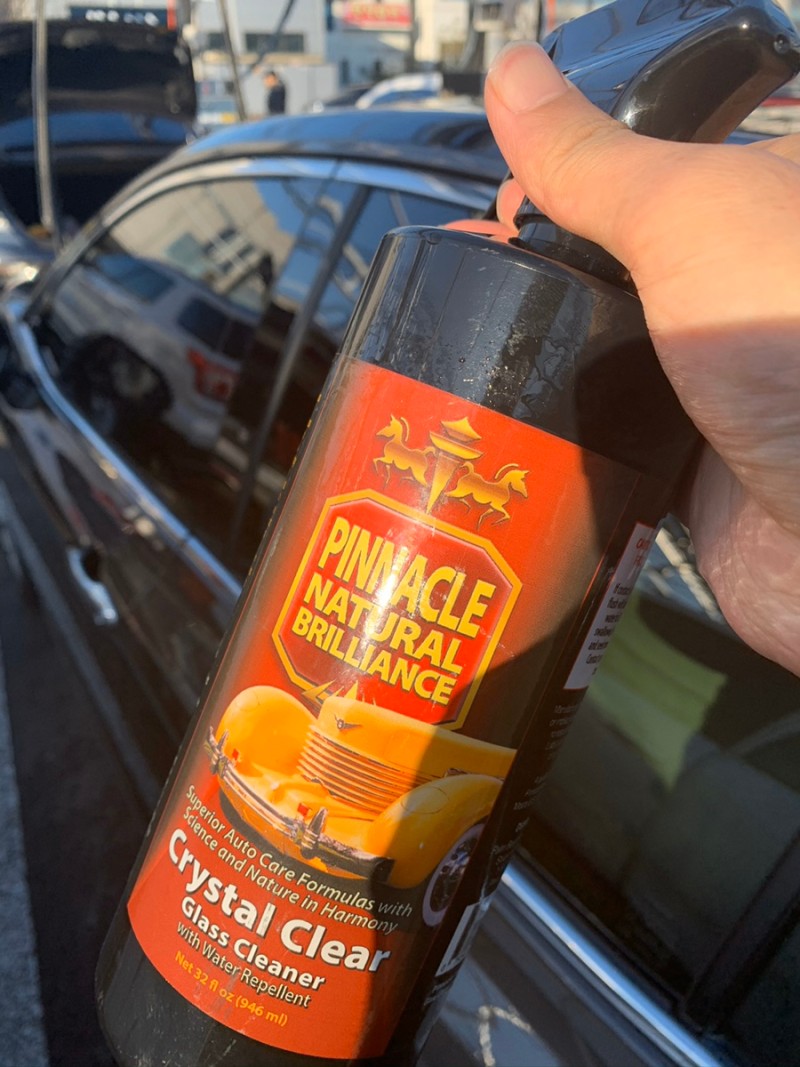 PINNACLE
NATURAL
BRILLIANCE
Superior Auto Care Formulas with
Science and Nature in Harmony
Crystal Clear
Glass Cleaner
with Water Repellent
Net 32 fl oz (946 ml)